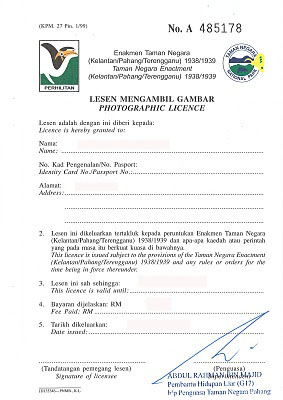 (KPM. 27 Pin. 1/99)
No. A 485178
PERHILITAN
Enakmen Taman Negara
(Kelantan/Pahang/Terengganu) 1938/1939
Taman Negara Enactment
(Kelantan/Pahang/Terengganu) 1938/1939
TAMAN NEGARA
NATIONAL PARK
LESEN MENGAMBIL GAMBAR
PHOTOGRAPHIC LICENCE
Lesen adalah dengan ini diberi kepada:
Licence is hereby granted to:
Nama:
Name:
No. Kad Pengenalan/No. Pasport:
Identity Card No./Passport No.:
Alamat:
Address:
2. Lesen ini dikeluarkan tertakluk kepada peruntukan Enakmen Taman Negara
(Kelantan/Pahang/Terengganu) 1938/1939 dan apa-apa kaedah atau perintah
yang pada masa itu berkuat kuasa di bawahnya.
This licence is issued subject to the provisions of the Taman Negara Enactment
(Kelantan/Pahang/Terengganu) 1938/1939 and any rules or orders for the
time being in force thereunder.
3. Lesen ini sah sehingga:
This licence is valid until:
4. Bayaran dijelaskan: RM
Fee Paid: RM
5. Tarikh dikeluarkan:
Date issued:
(Tandatangan pemegang lesen)
Signature of licensee
(Penguasa)
ABDUL RAHMAN BIN MAJID
Pembantu Hidupan Liar (G17)
b/p Penguasa Taman Negara Pahang